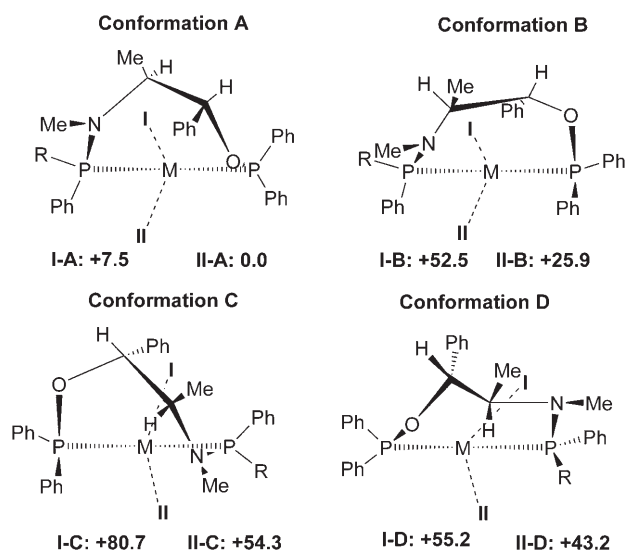 Conformation A
Me
H
H
I
Ph
MeN
O
Ph
R
P
M
P
Ph
Ph
II
I-A: +7.5 II-A: 0.0
Conformation B
H
Me
H
Ph
O
I
Me
N
R
P
M
P
Ph
Ph
Ph
II
I-B: +52.5 II-B: +25.9
Conformation C
H
Ph
I
O
Me
H
Ph
Ph
P
M
N
P
Ph
Me
R
II
I-C: +80.7 II-C: +54.3
Conformation D
Ph
H
Me
I
N
Me
O
H
Ph
P
M
P
Ph
Ph
R
II
I-D: +55.2 II-D: +43.2